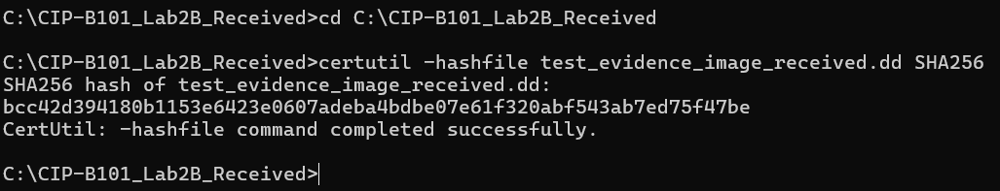 C:\CIP-B101_Lab2B_Received>cd C:\CIP-B101_Lab2B_Received
C:\CIP-B101_Lab2B_Received>certutil -hashfile test_evidence_image_received.dd SHA256
SHA256 hash of test_evidence_image_received.dd:
bcc42d394180b1153e6423e0607adeba4bdbe07e61f320abf543ab7ed75f47be
CertUtil: -hashfile command completed successfully.
C:\CIP-B101_Lab2B_Received>